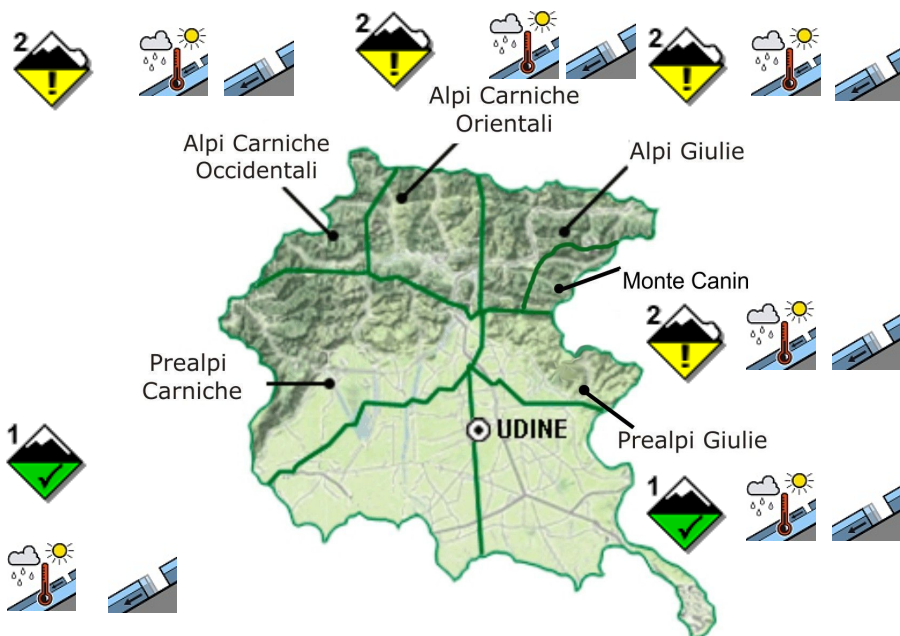 2
2
2
Alpi Carniche
Orientali
Alpi Carniche
Occidentali
Alpi Giulie
Monte Canin
2
Prealpi
Carniche
1
UDINE
Prealpi Giulie
1